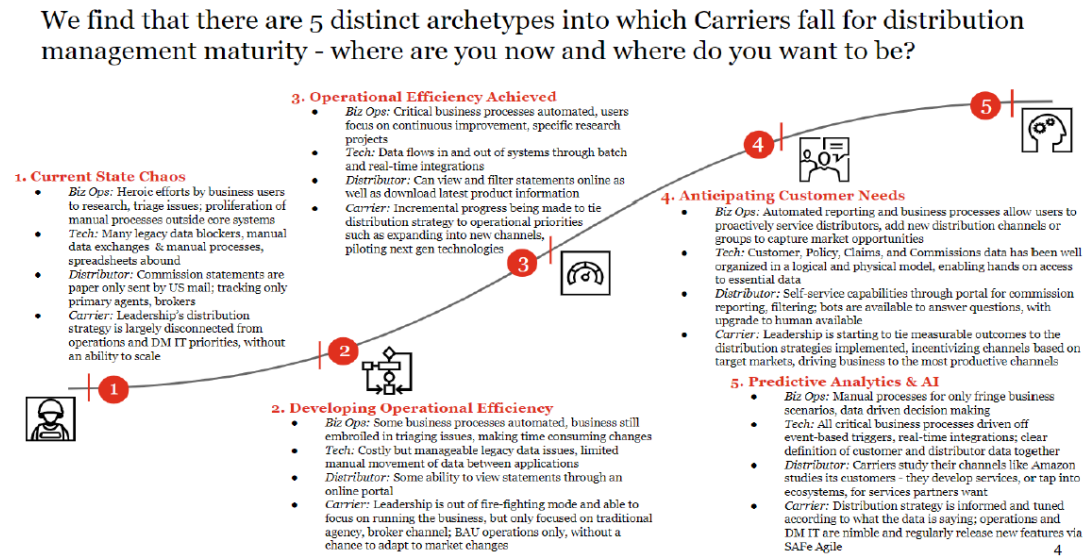 We find that there are 5 distinct archetypes into which Carriers fall for distribution
management maturity - where are you now and where do you want to be?
1. Current State Chaos
● Biz Ops: Heroic efforts by business users
to research, triage issues; proliferation of
manual processes outside core systems
● Tech: Many legacy data blockers, manual
data exchanges & manual processes,
spreadsheets abound
● Distributor: Commission statements are
paper only sent by US mail; tracking only
primary agents, brokers
● Carrier: Leadership's distribution
strategy is largely disconnected from
operations and DM IT priorities, without
an ability to scale
1
2
2. Developing Operational Efficiency
● Biz Ops: Some business processes automated, business still
embroiled in triaging issues, making time consuming changes
● Tech: Costly but manageable legacy data issues, limited
manual movement of data between applications
● Distributor: Some ability to view statements through an
online portal
● Carrier: Leadership is out of fire-fighting mode and able to
focus on running the business, but only focused on traditional
agency, broker channel; BAU operations only, without a
chance to adapt to market changes
3. Operational Efficiency Achieved
● Biz Ops: Critical business processes automated, users
focus on continuous improvement, specific research
projects
● Tech: Data flows in and out of systems through batch
and real-time integrations
● Distributor: Can view and filter statements online as
well as download latest product information
● Carrier: Incremental progress being made to tie
distribution strategy to operational priorities
such as expanding into new channels,
piloting next gen technologies
3
4
4. Anticipating Customer Needs
● Biz Ops: Automated reporting and business processes allow users to
proactively service distributors, add new distribution channels or
groups to capture market opportunities
● Tech: Customer, Policy, Claims, and Commissions data has been well
organized in a logical and physical model, enabling hands on access
to essential data
● Distributor: Self-service capabilities through portal for commission
reporting, filtering; bots are available to answer questions, with
upgrade to human available
● Carrier: Leadership is starting to tie measurable outcomes to the
distribution strategies implemented, incentivizing channels based on
target markets, driving business to the most productive channels
5
5. Predictive Analytics & AI
● Biz Ops: Manual processes for only fringe business
scenarios, data driven decision making
● Tech: All critical business processes driven off
event-based triggers, real-time integrations; clear
definition of customer and distributor data together
● Distributor: Carriers study their channels like Amazon
studies its customers - they develop services, or tap into
ecosystems, for services partners want
● Carrier: Distribution strategy is informed and tuned
according to what the data is saying; operations and
DM IT are nimble and regularly release new features via
SAFe Agile
4